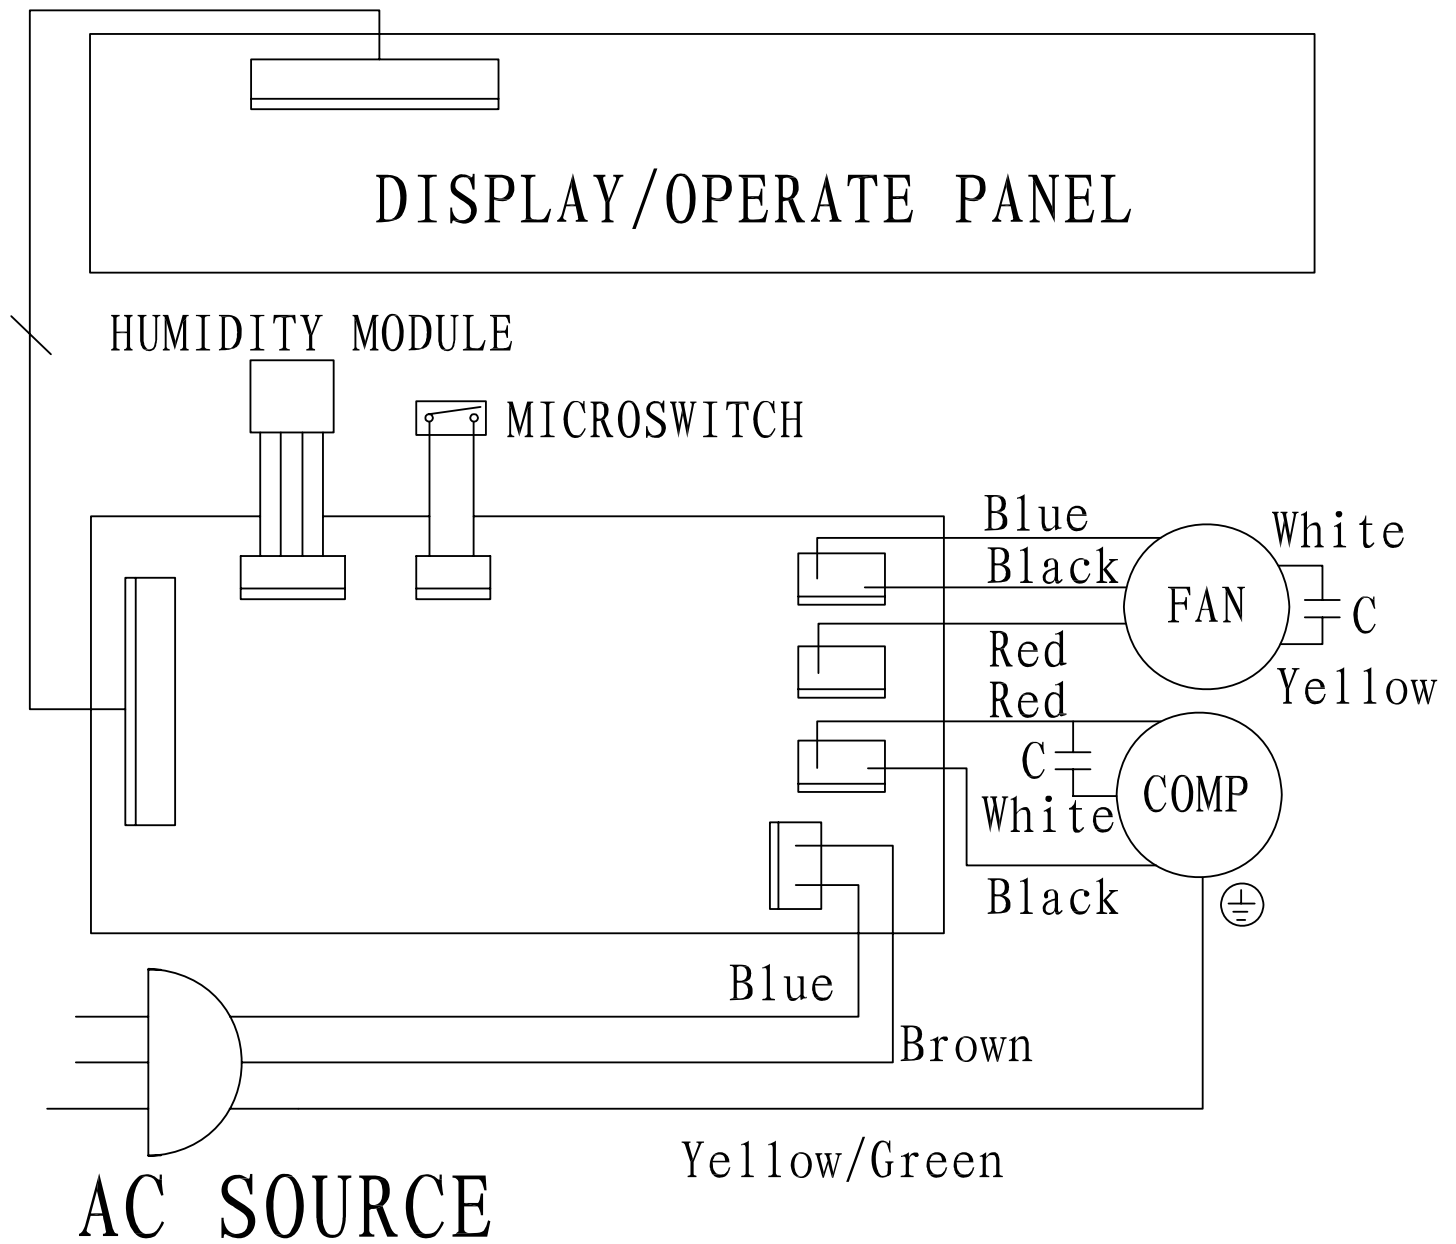 DISPLAY/OPERATE PANEL
HUMIDITY MODULE
MICROSWITCH
Blue
White
Black
FAN
C
Red
Yellow
Red
C
COMP
White
Black
Blue
Brown
Yellow/Green
AC SOURCE